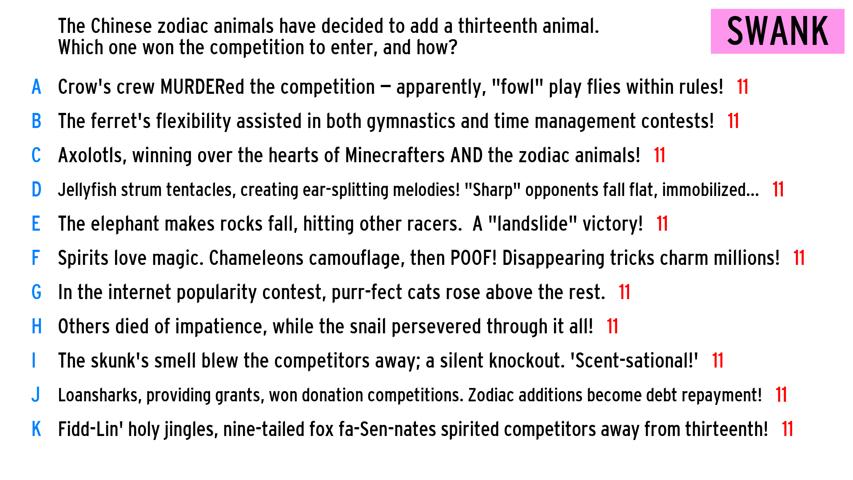 The Chinese zodiac animals have decided to add a thirteenth animal.
Which one won the competition to enter, and how?
SWANK
A Crow's crew MURDERed the competition – apparently, "fowl" play flies within rules! 11
B The ferret's flexibility assisted in both gymnastics and time management contests! 11
C Axolotls, winning over the hearts of Minecrafters AND the zodiac animals! 11
D Jellyfish strum tentacles, creating ear-splitting melodies! "Sharp" opponents fall flat, immobilized... 11
E The elephant makes rocks fall, hitting other racers. A "landslide" victory! 11
F Spirits love magic. Chameleons camouflage, then POOF! Disappearing tricks charm millions! 11
G In the internet popularity contest, purr-fect cats rose above the rest. 11
H Others died of impatience, while the snail persevered through it all! 11
I The skunk's smell blew the competitors away; a silent knockout. 'Scent-sational!' 11
J Loansharks, providing grants, won donation competitions. Zodiac additions become debt repayment! 11
K Fidd-Lin' holy jingles, nine-tailed fox fa-Sen-nates spirited competitors away from thirteenth! 11